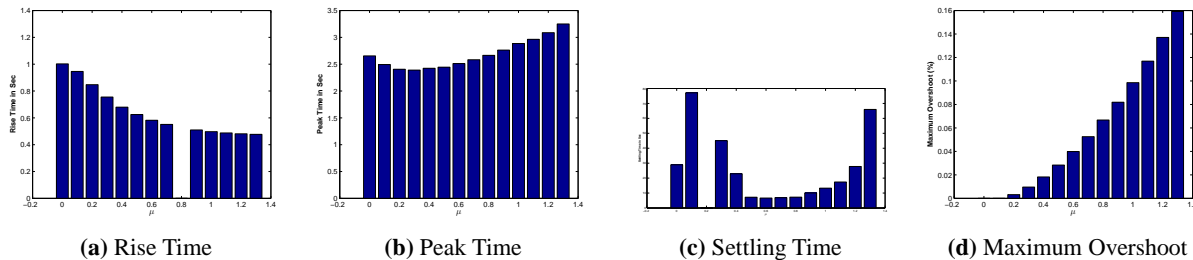 1.4
1.2
1
0.8
0.6
0.4
0.2
0
Rise Time in Sec
−0.2 0 0.2 0.4 0.6 0.8 1 1.2 1.4
μ
(a) Rise Time
3.5
3
2.5
2
1.5
1
0.5
0
Peak Time in Sec
−0.2 0 0.2 0.4 0.6 0.8 1 1.2 1.4
μ
(b) Peak Time
(c) Settling Time
0.16
0.14
0.12
0.1
0.08
0.06
0.04
0.02
0
Maximum Overshoot (%)
−0.2 0 0.2 0.4 0.6 0.8 1 1.2 1.4
μ
(d) Maximum Overshoot